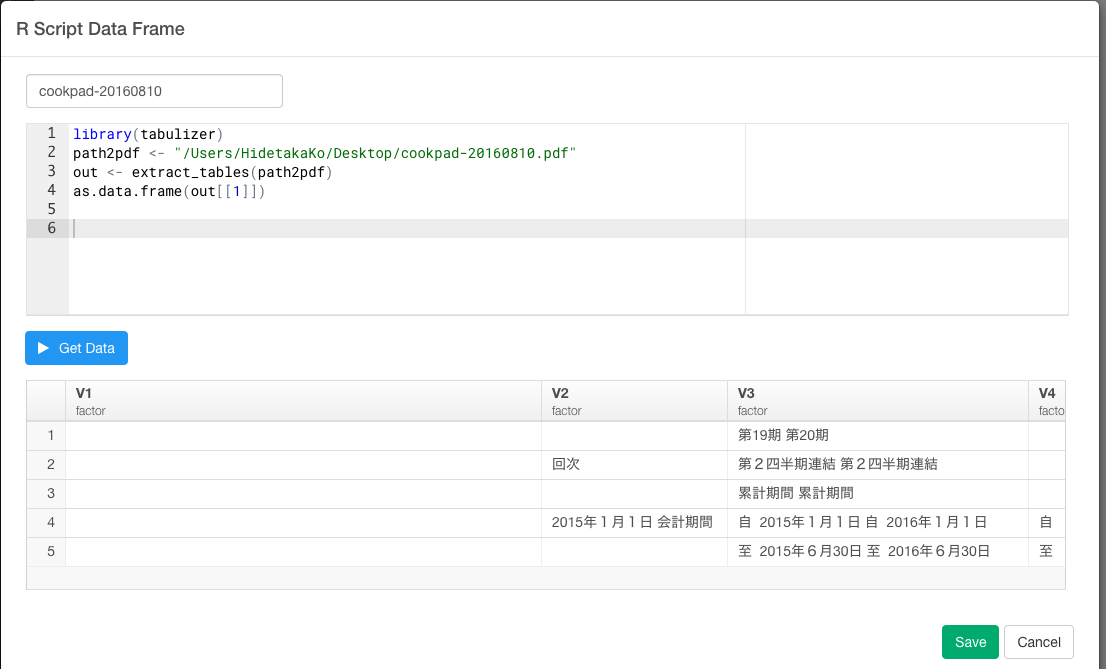 R Script Data Frame
cookpad-20160810
1 library(tabulizer)
2 path2pdf <- "/Users/HidetakaKo/Desktop/cookpad-20160810.pdf"
3 out <- extract_tables(path2pdf)
4 as.data.frame(out[[1]])
5
6
Get Data
V1 V2 V3 V4
factor factor factor facto
1 第19期 第20期
2 回次 第２四半期連結 第２四半期連結
3 累計期間 累計期間
4 2015年１月１日 会計期間 自 2015年１月１日 自 2016年１月１日 自
5 至 2015年６月30日 至 2016年６月30日 至
Save Cancel